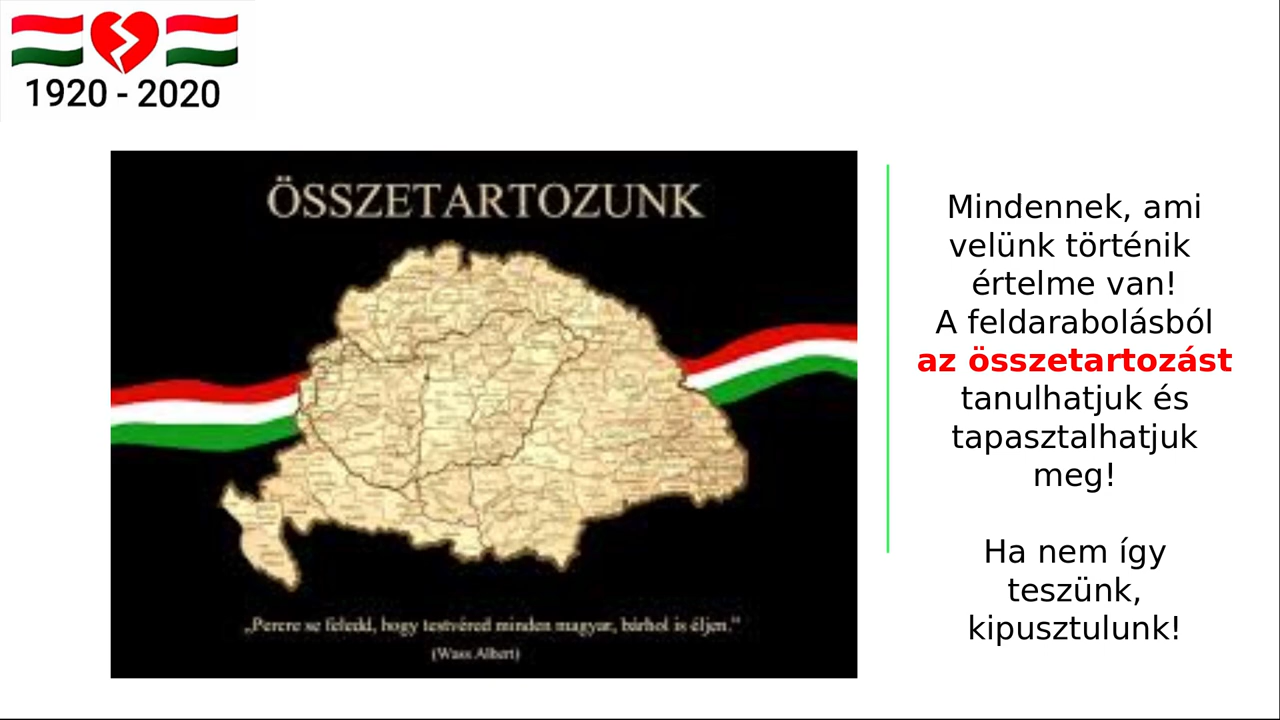 1920 - 2020
ÖSSZETARTOZUNK
„Percre se feledd, hogy testvéred minden magyar, bárhol is éljen.”
(Wass Albert)
Mindennek, ami
velünk történik
értelme van!
A feldarabolásból
az összetartozást
tanulhatjuk és
tapasztalhatjuk
meg!
Ha nem így
teszünk,
kipusztulunk!